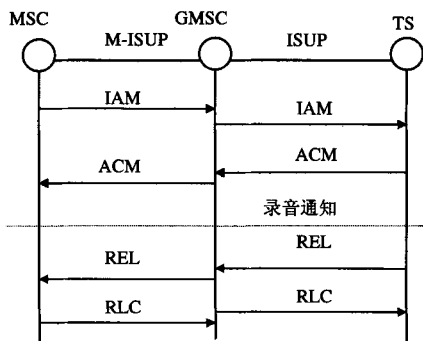 MSC GMSC TS
M-ISUP ISUP
IAM
IAM
ACM
ACM
录音通知
REL
REL
RLC
RLC